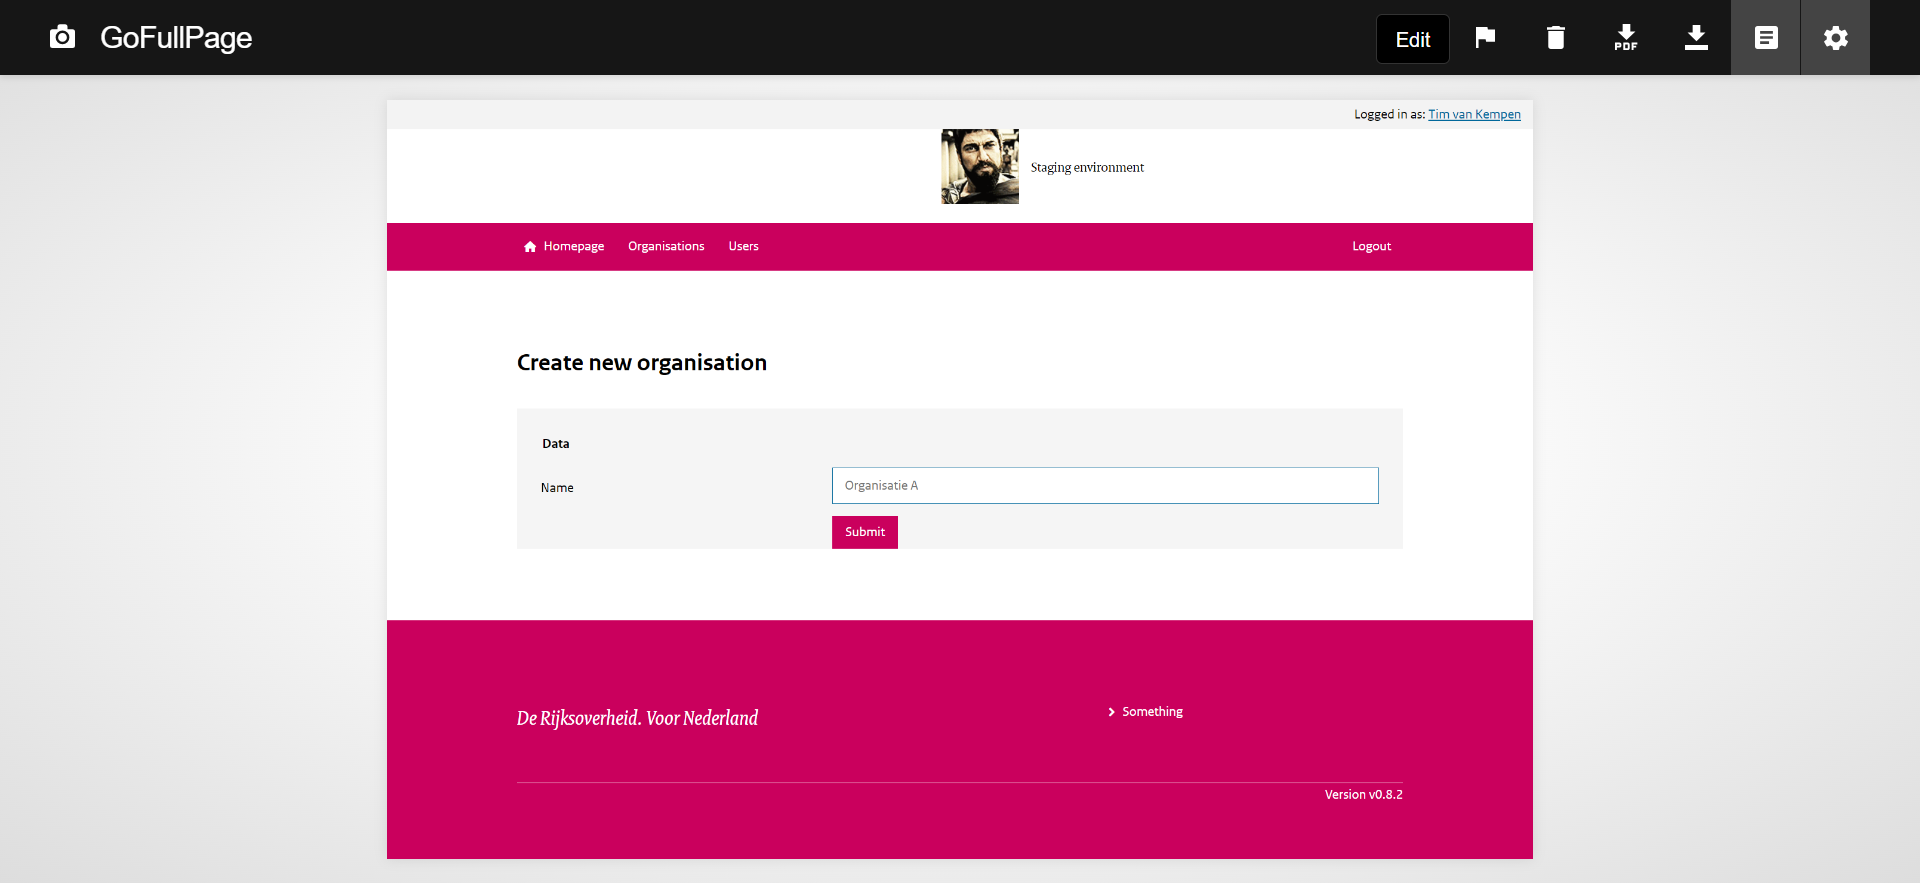 GoFullPage
Edit
PDF
Logged in as: Tim van Kempen
Staging environment
Homepage Organisations Users Logout
Create new organisation
Data
Name
Organisatie A
Submit
De Rijksoverheid. Voor Nederland
Something
Version v0.8.2